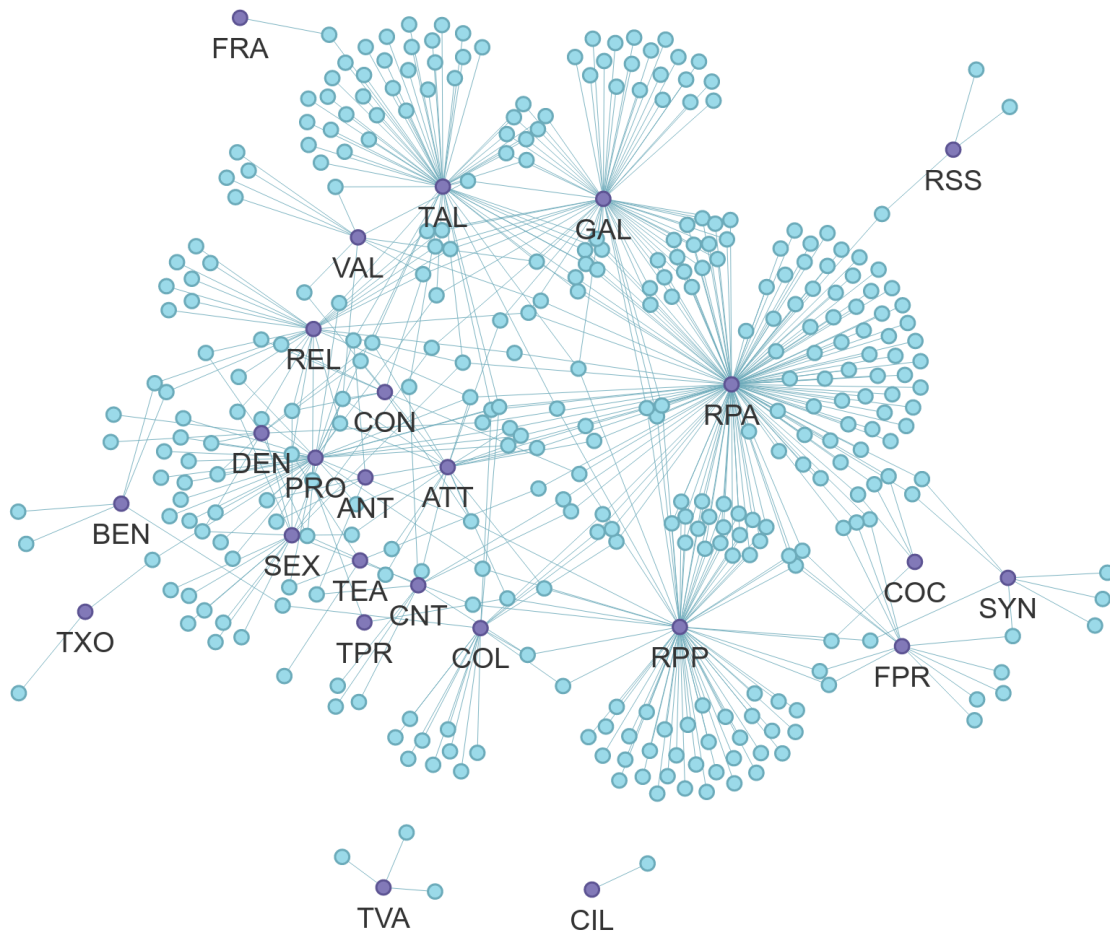 FRA
RSS
TAL
GAL
VAL
REL
CON
RPA
DEN
PRO
ANT
ATT
BEN
SEX
TEA
CNT
COC
SYN
TXO
TPR
COL
RPP
FPR
TVA
CIL